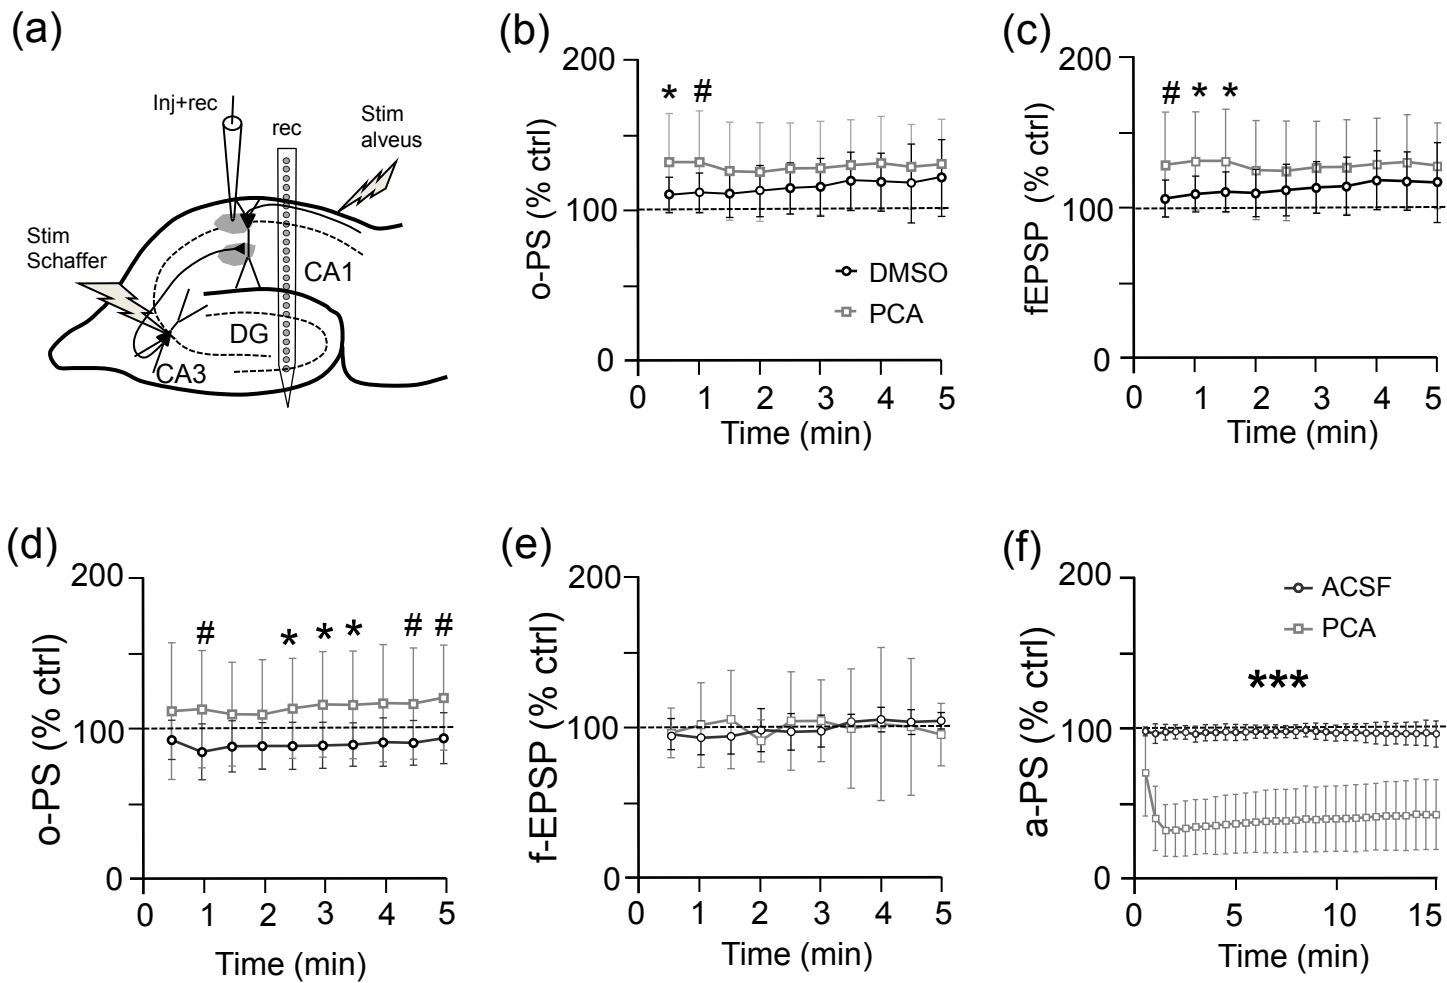 (a)
Inj+rec
rec
Stim
alveus
Stim
Schaffer
CA1
DG
CA3
(b)
200
100
0
o-PS (% ctrl)
* #
DMSO
PCA
0 1 2 3 4 5
Time (min)
(c)
200
100
0
fEPSP (% ctrl)
# * *
0 1 2 3 4 5
Time (min)
(d)
200
100
0
o-PS (% ctrl)
# * * * # #
0 1 2 3 4 5
Time (min)
(e)
200
100
0
f-EPSP (% ctrl)
0 1 2 3 4 5
Time (min)
(f)
200
100
0
a-PS (% ctrl)
ACSF
PCA
***
0 5 10 15
Time (min)